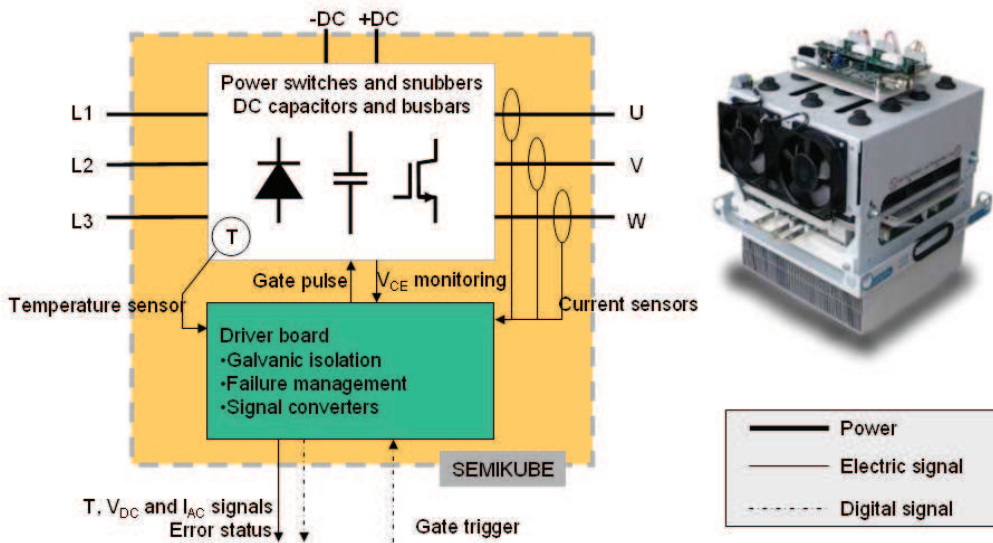 -DC +DC
Power switches and snubbers
DC capacitors and busbars
L1
U
L2
V
L3
W
T
Gate pulse
VCE monitoring
Temperature sensor
Current sensors
Driver board
•Galvanic isolation
•Failure management
•Signal converters
SEMIKUBE
T, VDC and IAC signals
Error status
Gate trigger
Power
Electric signal
Digital signal